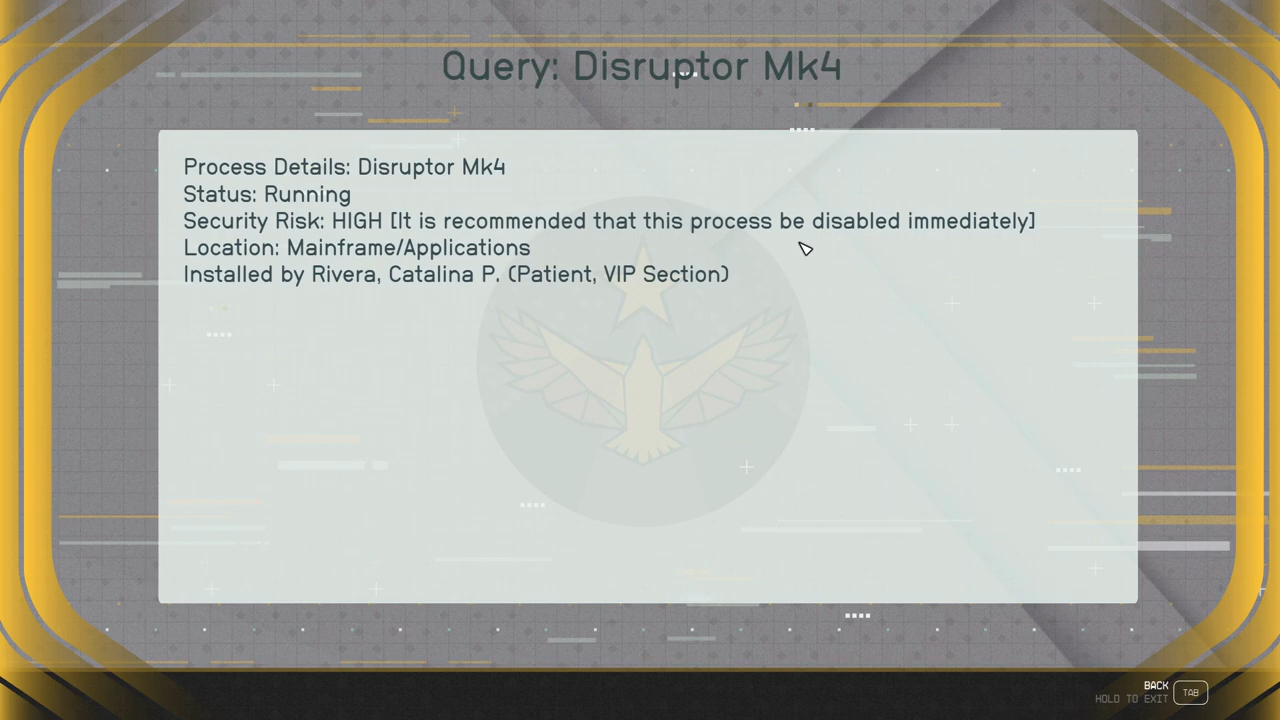 Query: Disruptor Mk4
Process Details: Disruptor Mk4
Status: Running
Security Risk: HIGH [It is recommended that this process be disabled immediately]
Location: Mainframe/Applications
Installed by Rivera, Catalina P. (Patient, VIP Section)
BACK
HOLD TO EXIT TAB